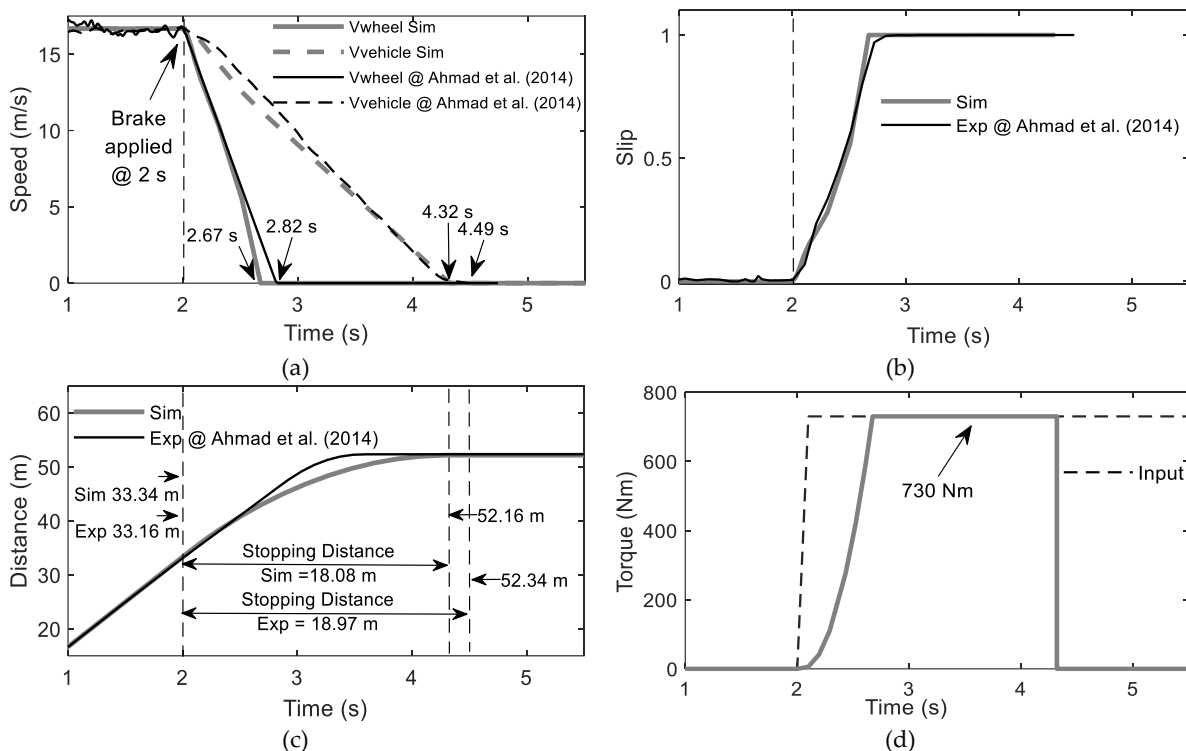 Vwheel Sim
Vvehicle Sim
Vwheel @ Ahmad et al. (2014)
Vvehicle @ Ahmad et al. (2014)
Brake
applied
@ 2 s
2.67 s
2.82 s
4.32 s
4.49 s
Speed (m/s)
15
10
5
0
1 2 3 4 5
Time (s)
(a)
Sim
Exp @ Ahmad et al. (2014)
Slip
1
0.5
0
1 2 3 4 5
Time (s)
(b)
Sim
Exp @ Ahmad et al. (2014)
Sim 33.34 m
Exp 33.16 m
52.16 m
Stopping Distance
Sim =18.08 m
52.34 m
Stopping Distance
Exp = 18.97 m
Distance (m)
60
50
40
30
20
1 2 3 4 5
Time (s)
(c)
Input
730 Nm
Torque (Nm)
800
600
400
200
0
1 2 3 4 5
Time (s)
(d)